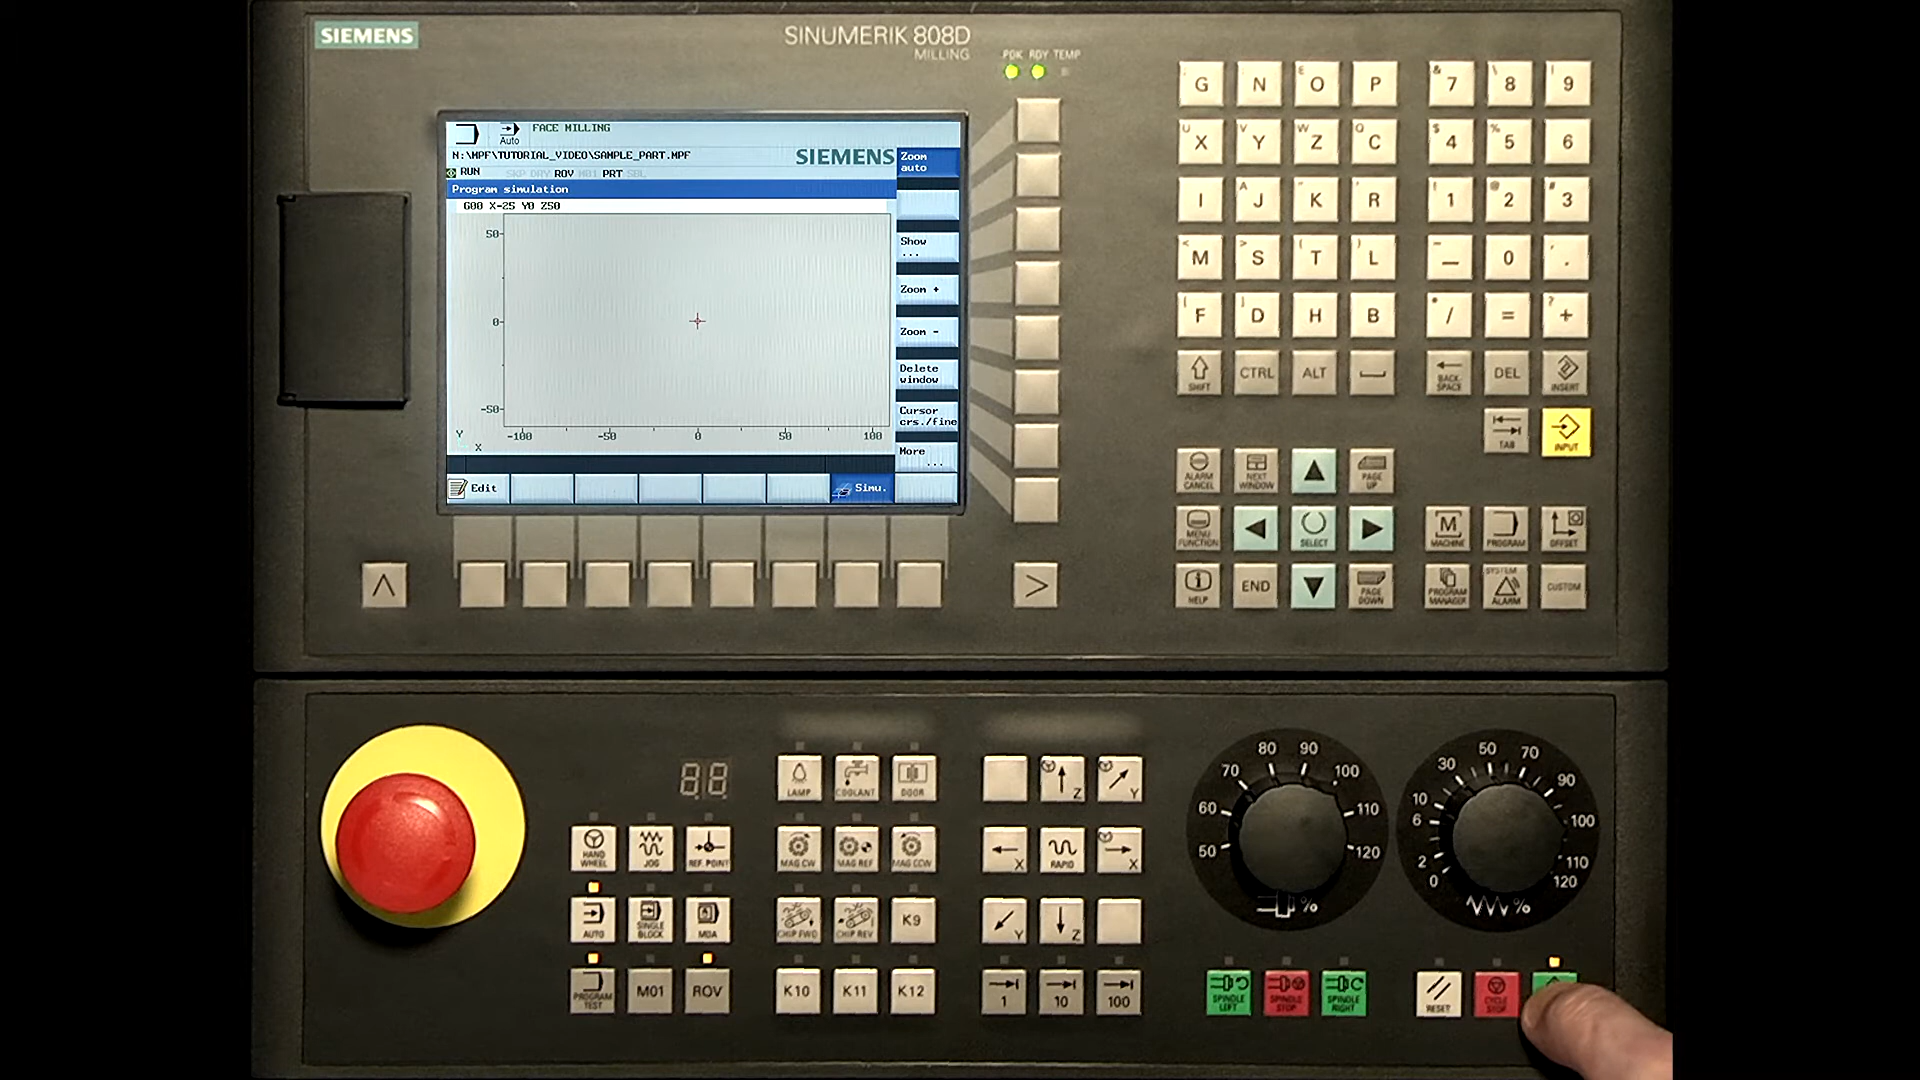 SIEMENS
SINUMERIK 808D
MILLING
POK RDY TEMP
Auto
FACE MILLING
N:\MPF\TUTORIAL_VIDEO\SAMPLE_PART.MPF
SIEMENS
RUN
SKP DRY ROV M01 PRT SBL
Program simulation
G00 X-25 Y0 Z50
50
0
-50
Y
X
-100 -50 0 50 100
Zoom auto
Show ...
Zoom +
Zoom -
Delete window
Cursor crs./fine
More ...
Edit
Simu.
G N O P 7 8 9
U X V Y W Z Q C $ 4 % 5 6
I A J " K ' R ! 1 @ 2 # 3
< M > S ( T ) L _ 0 .
[ F ] D H B * / = ? +
SHIFT CTRL ALT BACK SPACE DEL INSERT
TAB INPUT
ALARM CANCEL NEXT WINDOW PAGE UP
MENU FUNCTION SELECT M MACHINE PROGRAM OFFSET
HELP END PAGE DOWN PROGRAM MANAGER SYSTEM ALARM CUSTOM
LAMP COOLANT DOOR Z Y
HAND WHEEL JOG REF. POINT MAG CW MAG REF MAG CCW X RAPID X
AUTO SINGLE BLOCK MDA CHIP FWD CHIP REV K9 Y Z
PROGRAM TEST M01 ROV K10 K11 K12 1 10 100
50 60 70 80 90 100 110 120
%
0 2 6 10 30 50 70 90 100 110 120
%
SPINDLE LEFT SPINDLE STOP SPINDLE RIGHT RESET CYCLE STOP